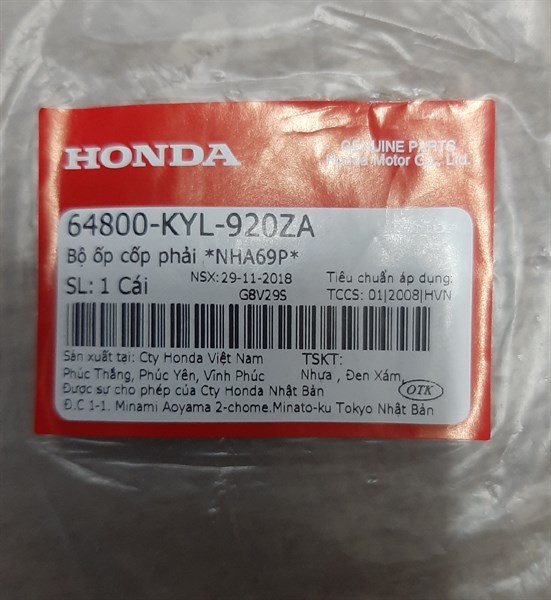 HONDA
GENUINE PARTS
Honda Motor Co., Ltd.
64800-KYL-920ZA
Bộ ốp cốp phải *NHA69P*
SL: 1 Cái
NSX: 29-11-2018
GBV29S
Tiêu chuẩn áp dụng:
TCCS: 01|2008|HVN
Sản xuất tại: Cty Honda Việt Nam
Phúc Thắng, Phúc Yên, Vĩnh Phúc
TSKT:
Nhựa , Đen Xám,
Được sự cho phép của Cty Honda Nhật Bản
OTK
Đ.C 1-1. Minami Aoyama 2-chome.Minato-ku Tokyo Nhật Bản